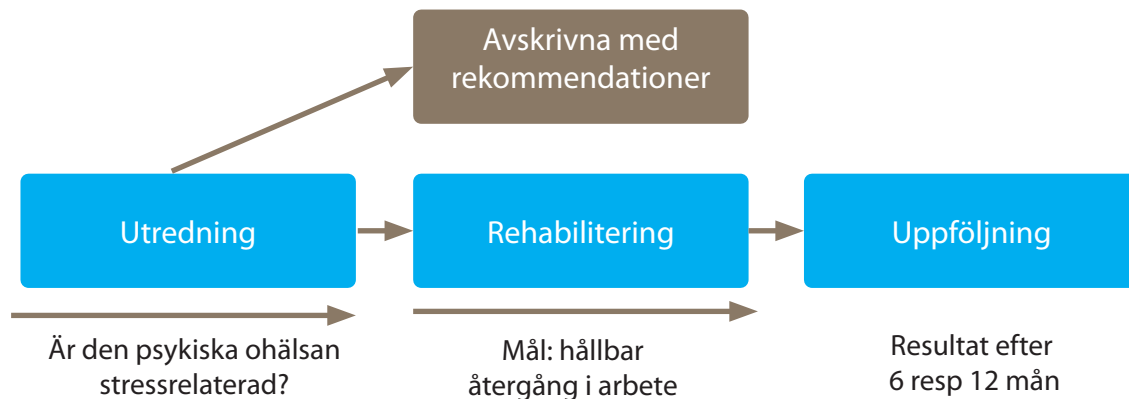 Avskrivna med
rekommendationer
Utredning
Rehabilitering
Uppföljning
Är den psykiska ohälsan
stressrelaterad?
Mål: hållbar
återgång i arbete
Resultat efter
6 resp 12 mån